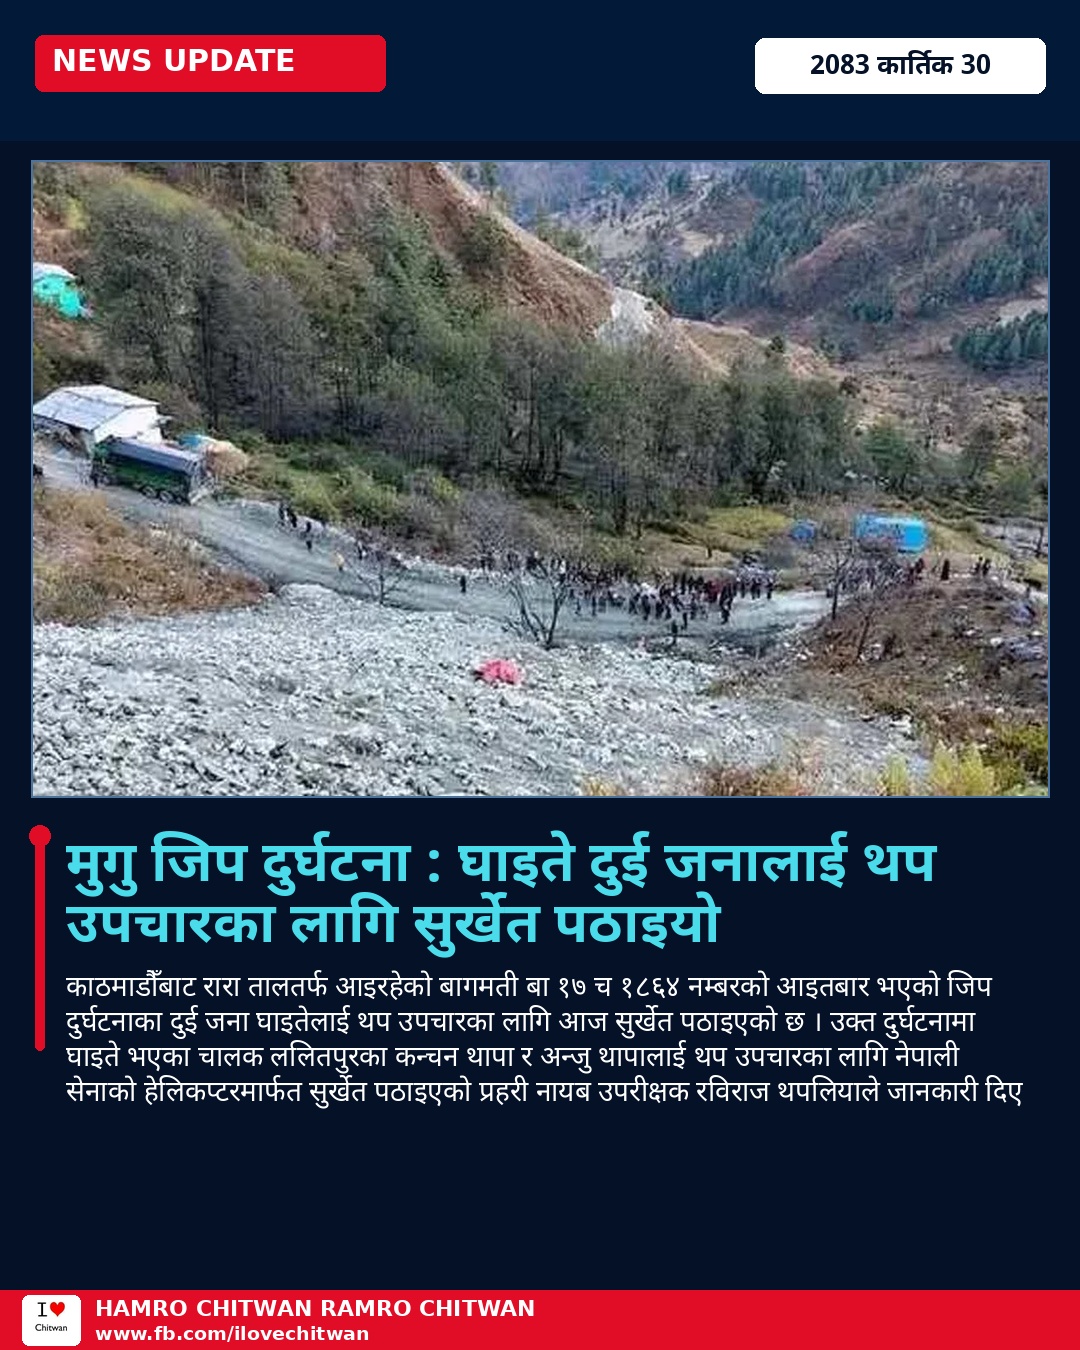 NEWS UPDATE
2083 कार्तिक 30
मुगु जिप दुर्घटना : घाइते दुई जनालाई थप
उपचारका लागि सुर्खेत पठाइयो
काठमाडौँबाट रारा तालतर्फ आइरहेको बागमती बा १७ च १८६४ नम्बरको आइतबार भएको जिप
दुर्घटनाका दुई जना घाइतेलाई थप उपचारका लागि आज सुर्खेत पठाइएको छ । उक्त दुर्घटनामा
घाइते भएका चालक ललितपुरका कन्चन थापा र अन्जु थापालाई थप उपचारका लागि नेपाली
सेनाको हेलिकप्टरमार्फत सुर्खेत पठाइएको प्रहरी नायब उपरीक्षक रविराज थपलियाले जानकारी दिए
I ♥
Chitwan
HAMRO CHITWAN RAMRO CHITWAN
www.fb.com/ilovechitwan